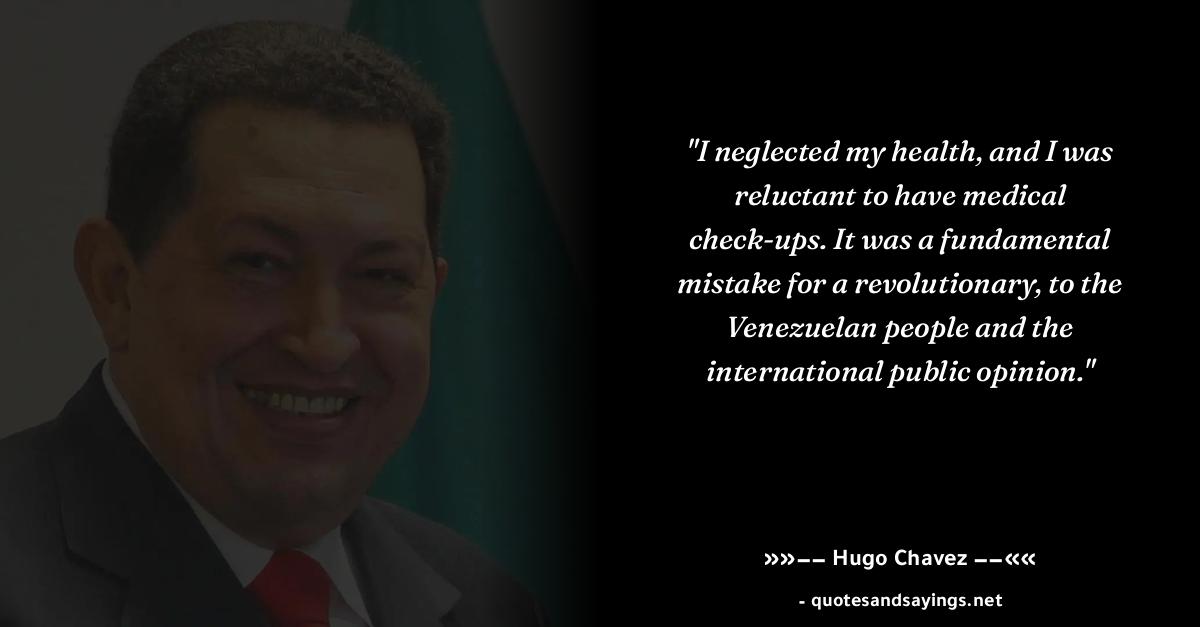 "I neglected my health, and I was
reluctant to have medical
check-ups. It was a fundamental
mistake for a revolutionary, to the
Venezuelan people and the
international public opinion."
»»−− Hugo Chavez −−««
- quotesandsayings.net